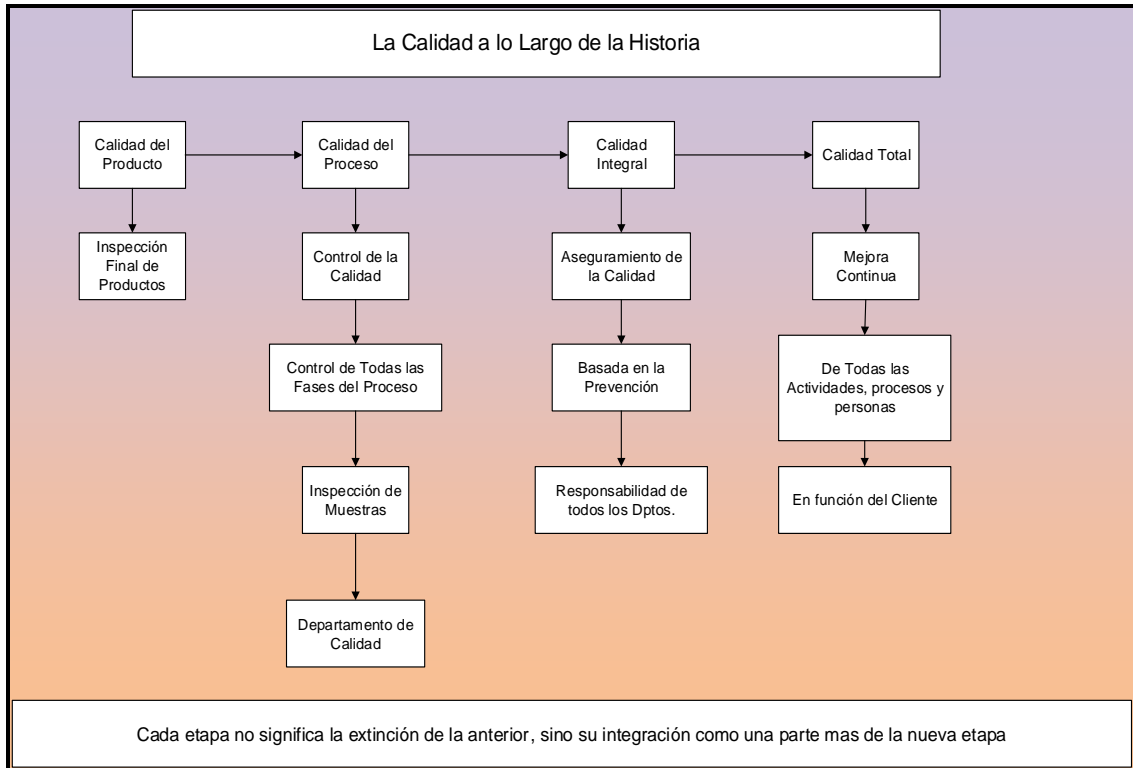 La Calidad a lo Largo de la Historia
Calidad del
Producto
Calidad del
Proceso
Calidad
Integral
Calidad Total
Inspección
Final de
Productos
Control de la
Calidad
Aseguramiento de
la Calidad
Mejora
Continua
Control de Todas las
Fases del Proceso
Basada en la
Prevención
De Todas las
Actividades, procesos y
personas
Inspección de
Muestras
Responsabilidad de
todos los Dptos.
En función del Cliente
Departamento de
Calidad
Cada etapa no significa la extinción de la anterior, sino su integración como una parte mas de la nueva etapa